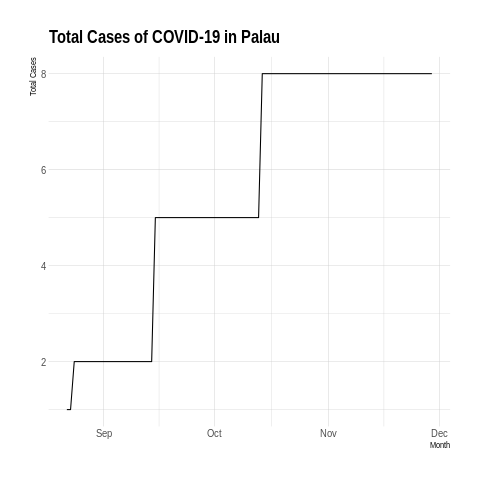 Total Cases of COVID-19 in Palau
Total Cases
8
6
4
2
Sep Oct Nov Dec
Month